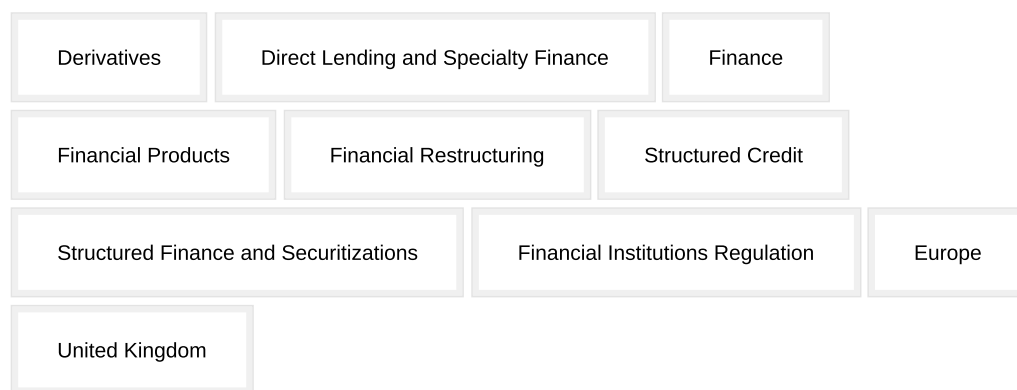 Derivatives Direct Lending and Specialty Finance Finance
Financial Products Financial Restructuring Structured Credit
Structured Finance and Securitizations Financial Institutions Regulation Europe
United Kingdom